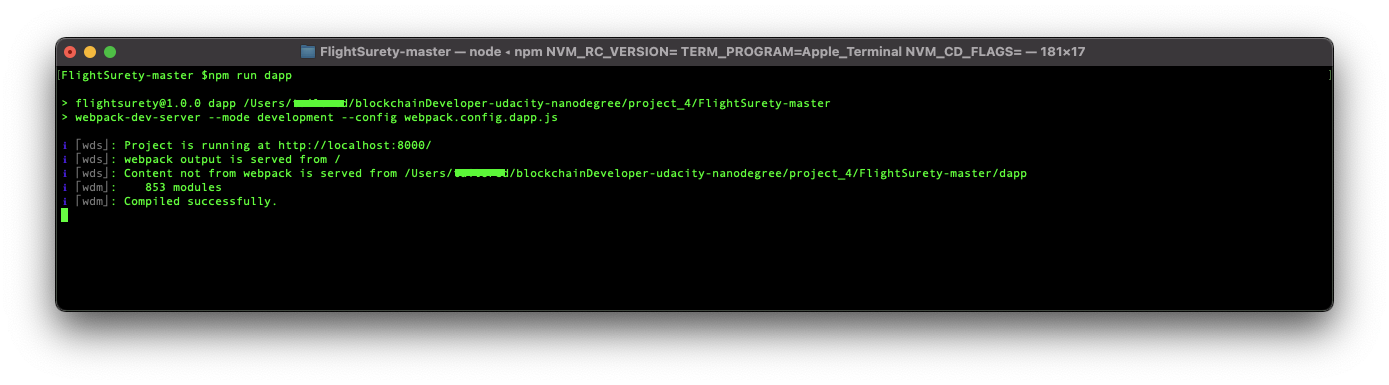 FlightSurety-master — node ◂ npm NVM_RC_VERSION= TERM_PROGRAM=Apple_Terminal NVM_CD_FLAGS= — 181×17
[FlightSurety-master $npm run dapp ]
> flightsurety@1.0.0 dapp /Users/ /blockchainDeveloper-udacity-nanodegree/project_4/FlightSurety-master
> webpack-dev-server --mode development --config webpack.config.dapp.js
ℹ ｢wds｣: Project is running at http://localhost:8000/
ℹ ｢wds｣: webpack output is served from /
ℹ ｢wds｣: Content not from webpack is served from /Users/ /blockchainDeveloper-udacity-nanodegree/project_4/FlightSurety-master/dapp
ℹ ｢wdm｣:    853 modules
ℹ ｢wdm｣: Compiled successfully.